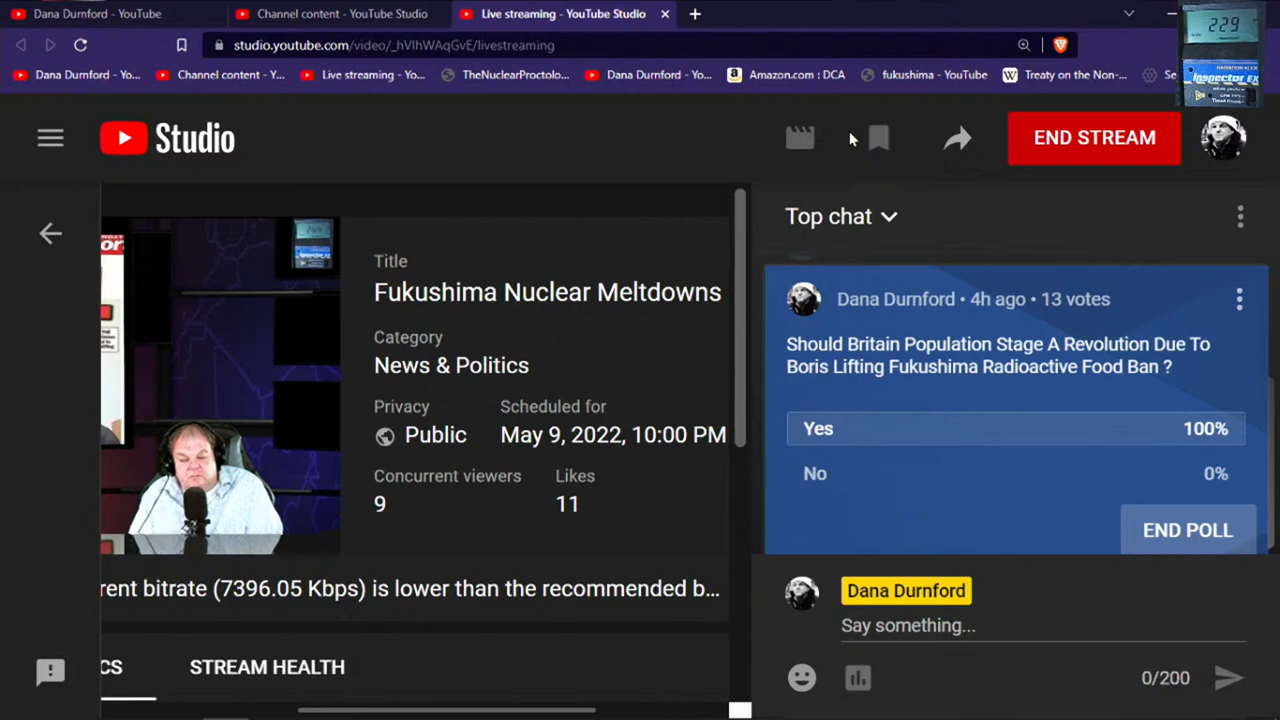 Dana Durnford - YouTube
Channel content - YouTube Studio
Live streaming - YouTube Studio
229
studio.youtube.com/video/_hVIhWAqGvE/livestreaming
Dana Durnford - Yo...
Channel content - Y...
Live streaming - Yo...
TheNuclearProctolo...
Dana Durnford - Yo...
Amazon.com : DCA
fukushima - YouTube
Treaty on the Non-...
Se
Inspector EX
Studio
END STREAM
Top chat
Title
Fukushima Nuclear Meltdowns
Category
News & Politics
Privacy
Scheduled for
Public
May 9, 2022, 10:00 PM
Concurrent viewers
Likes
9
11
rent bitrate (7396.05 Kbps) is lower than the recommended b...
CS
STREAM HEALTH
Dana Durnford • 4h ago • 13 votes
Should Britain Population Stage A Revolution Due To
Boris Lifting Fukushima Radioactive Food Ban ?
Yes 100%
No 0%
END POLL
Dana Durnford
Say something...
0/200